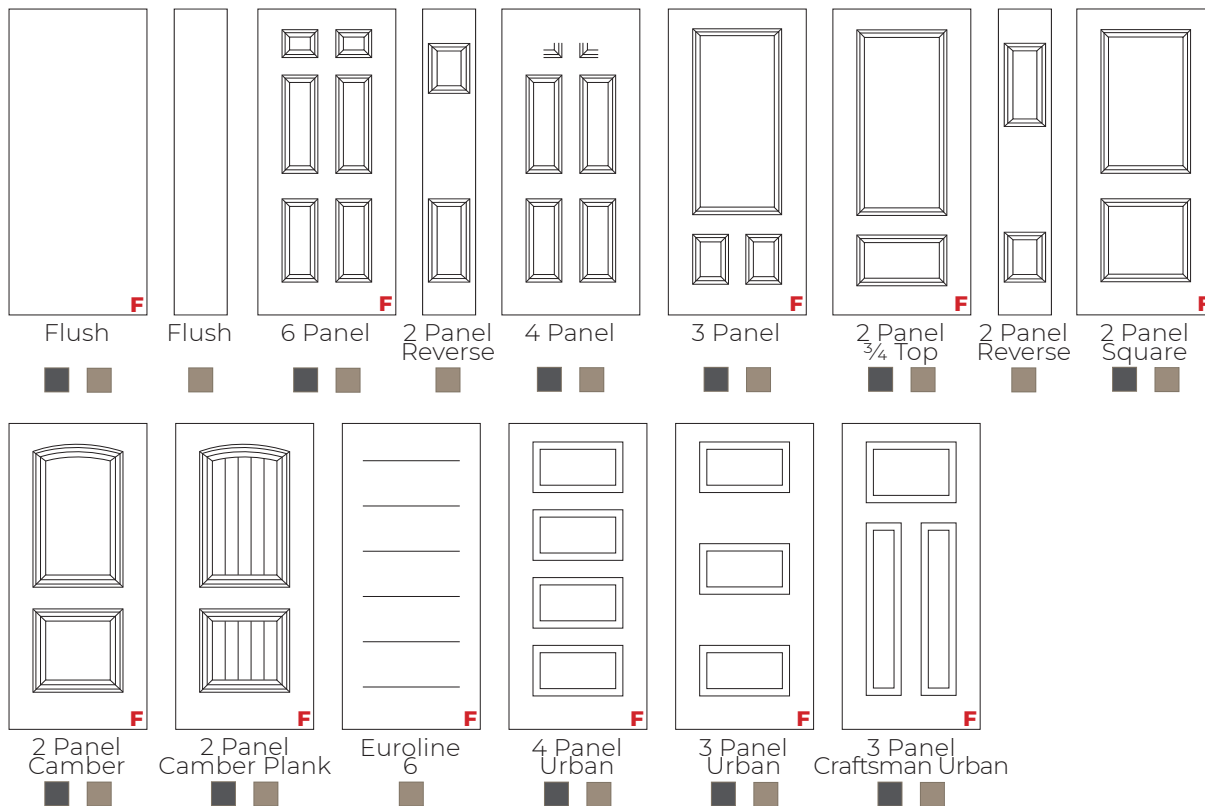 F
F
F
F
F
Flush
Flush
6 Panel
2 Panel
Reverse
4 Panel
3 Panel
2 Panel
¾ Top
2 Panel
Reverse
2 Panel
Square
F
F
F
F
F
F
2 Panel
Camber
2 Panel
Camber Plank
Euroline
6
4 Panel
Urban
3 Panel
Urban
3 Panel
Craftsman Urban